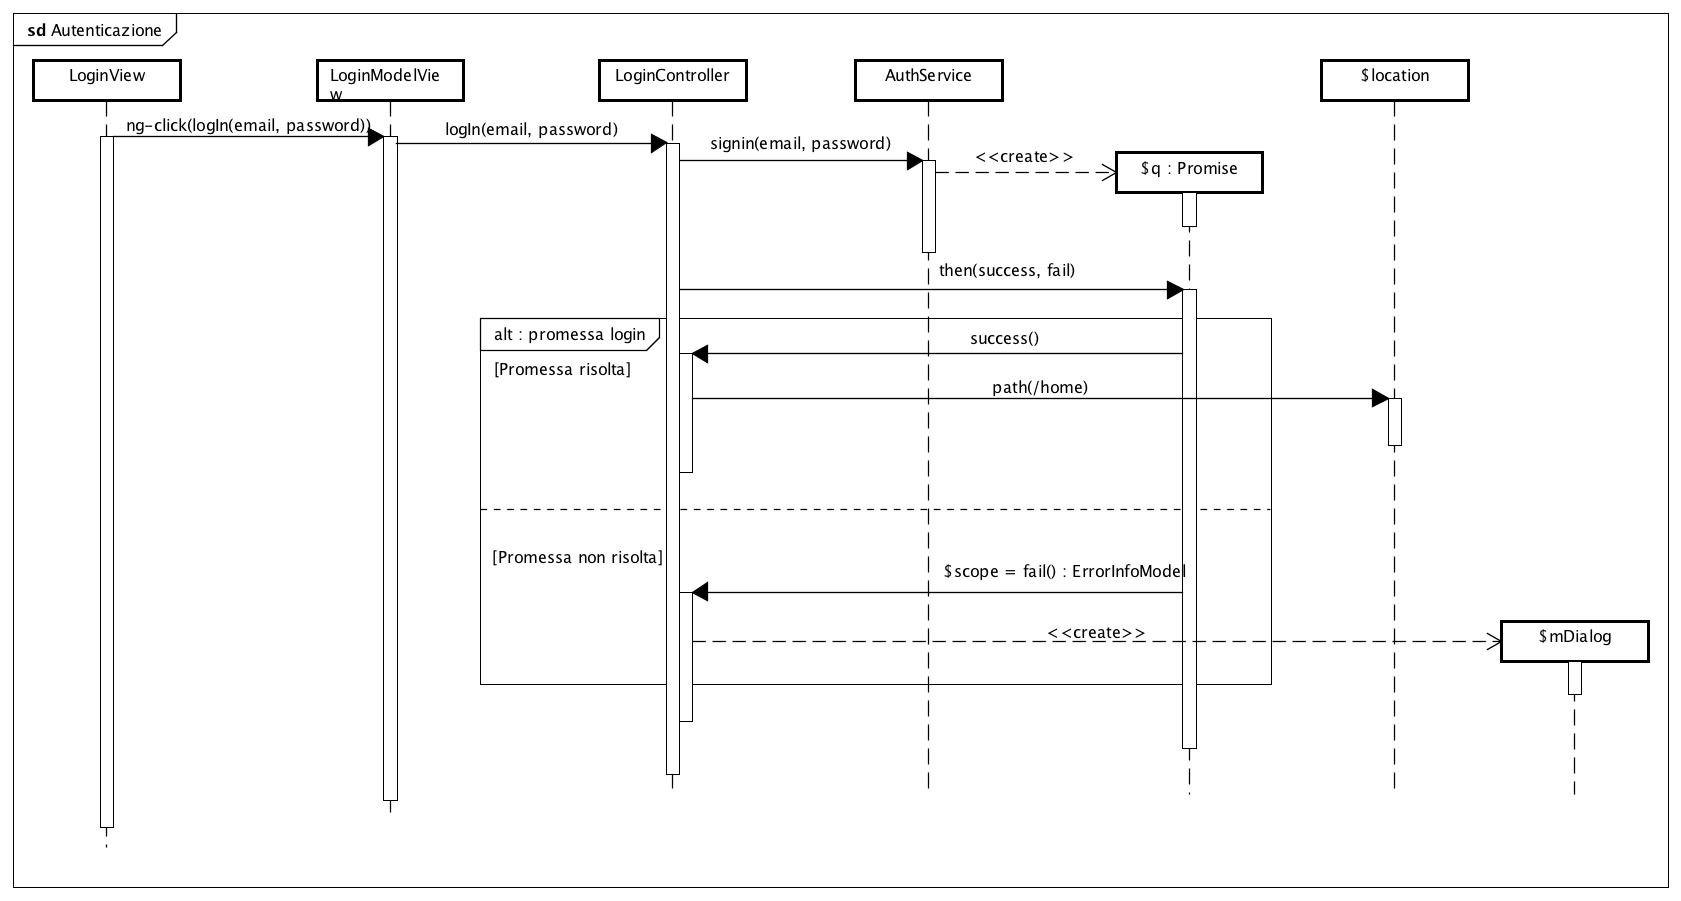 sd Autenticazione
LoginView
LoginModelVie
w
LoginController
AuthService
$location
ng-click(logIn(email, password))
logIn(email, password)
signin(email, password)
<<create>>
$q : Promise
then(success, fail)
alt : promessa login
success()
[Promessa risolta]
path(/home)
[Promessa non risolta]
$scope = fail() : ErrorInfoModel
<<create>>
$mDialog